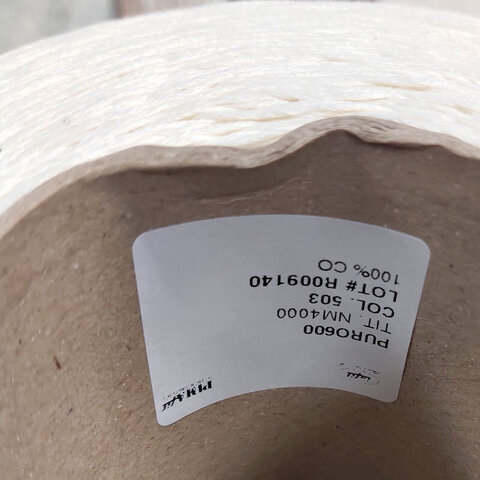 PURO600
TIT. NM4000
COL. 503
LOT# R009140
100% CO